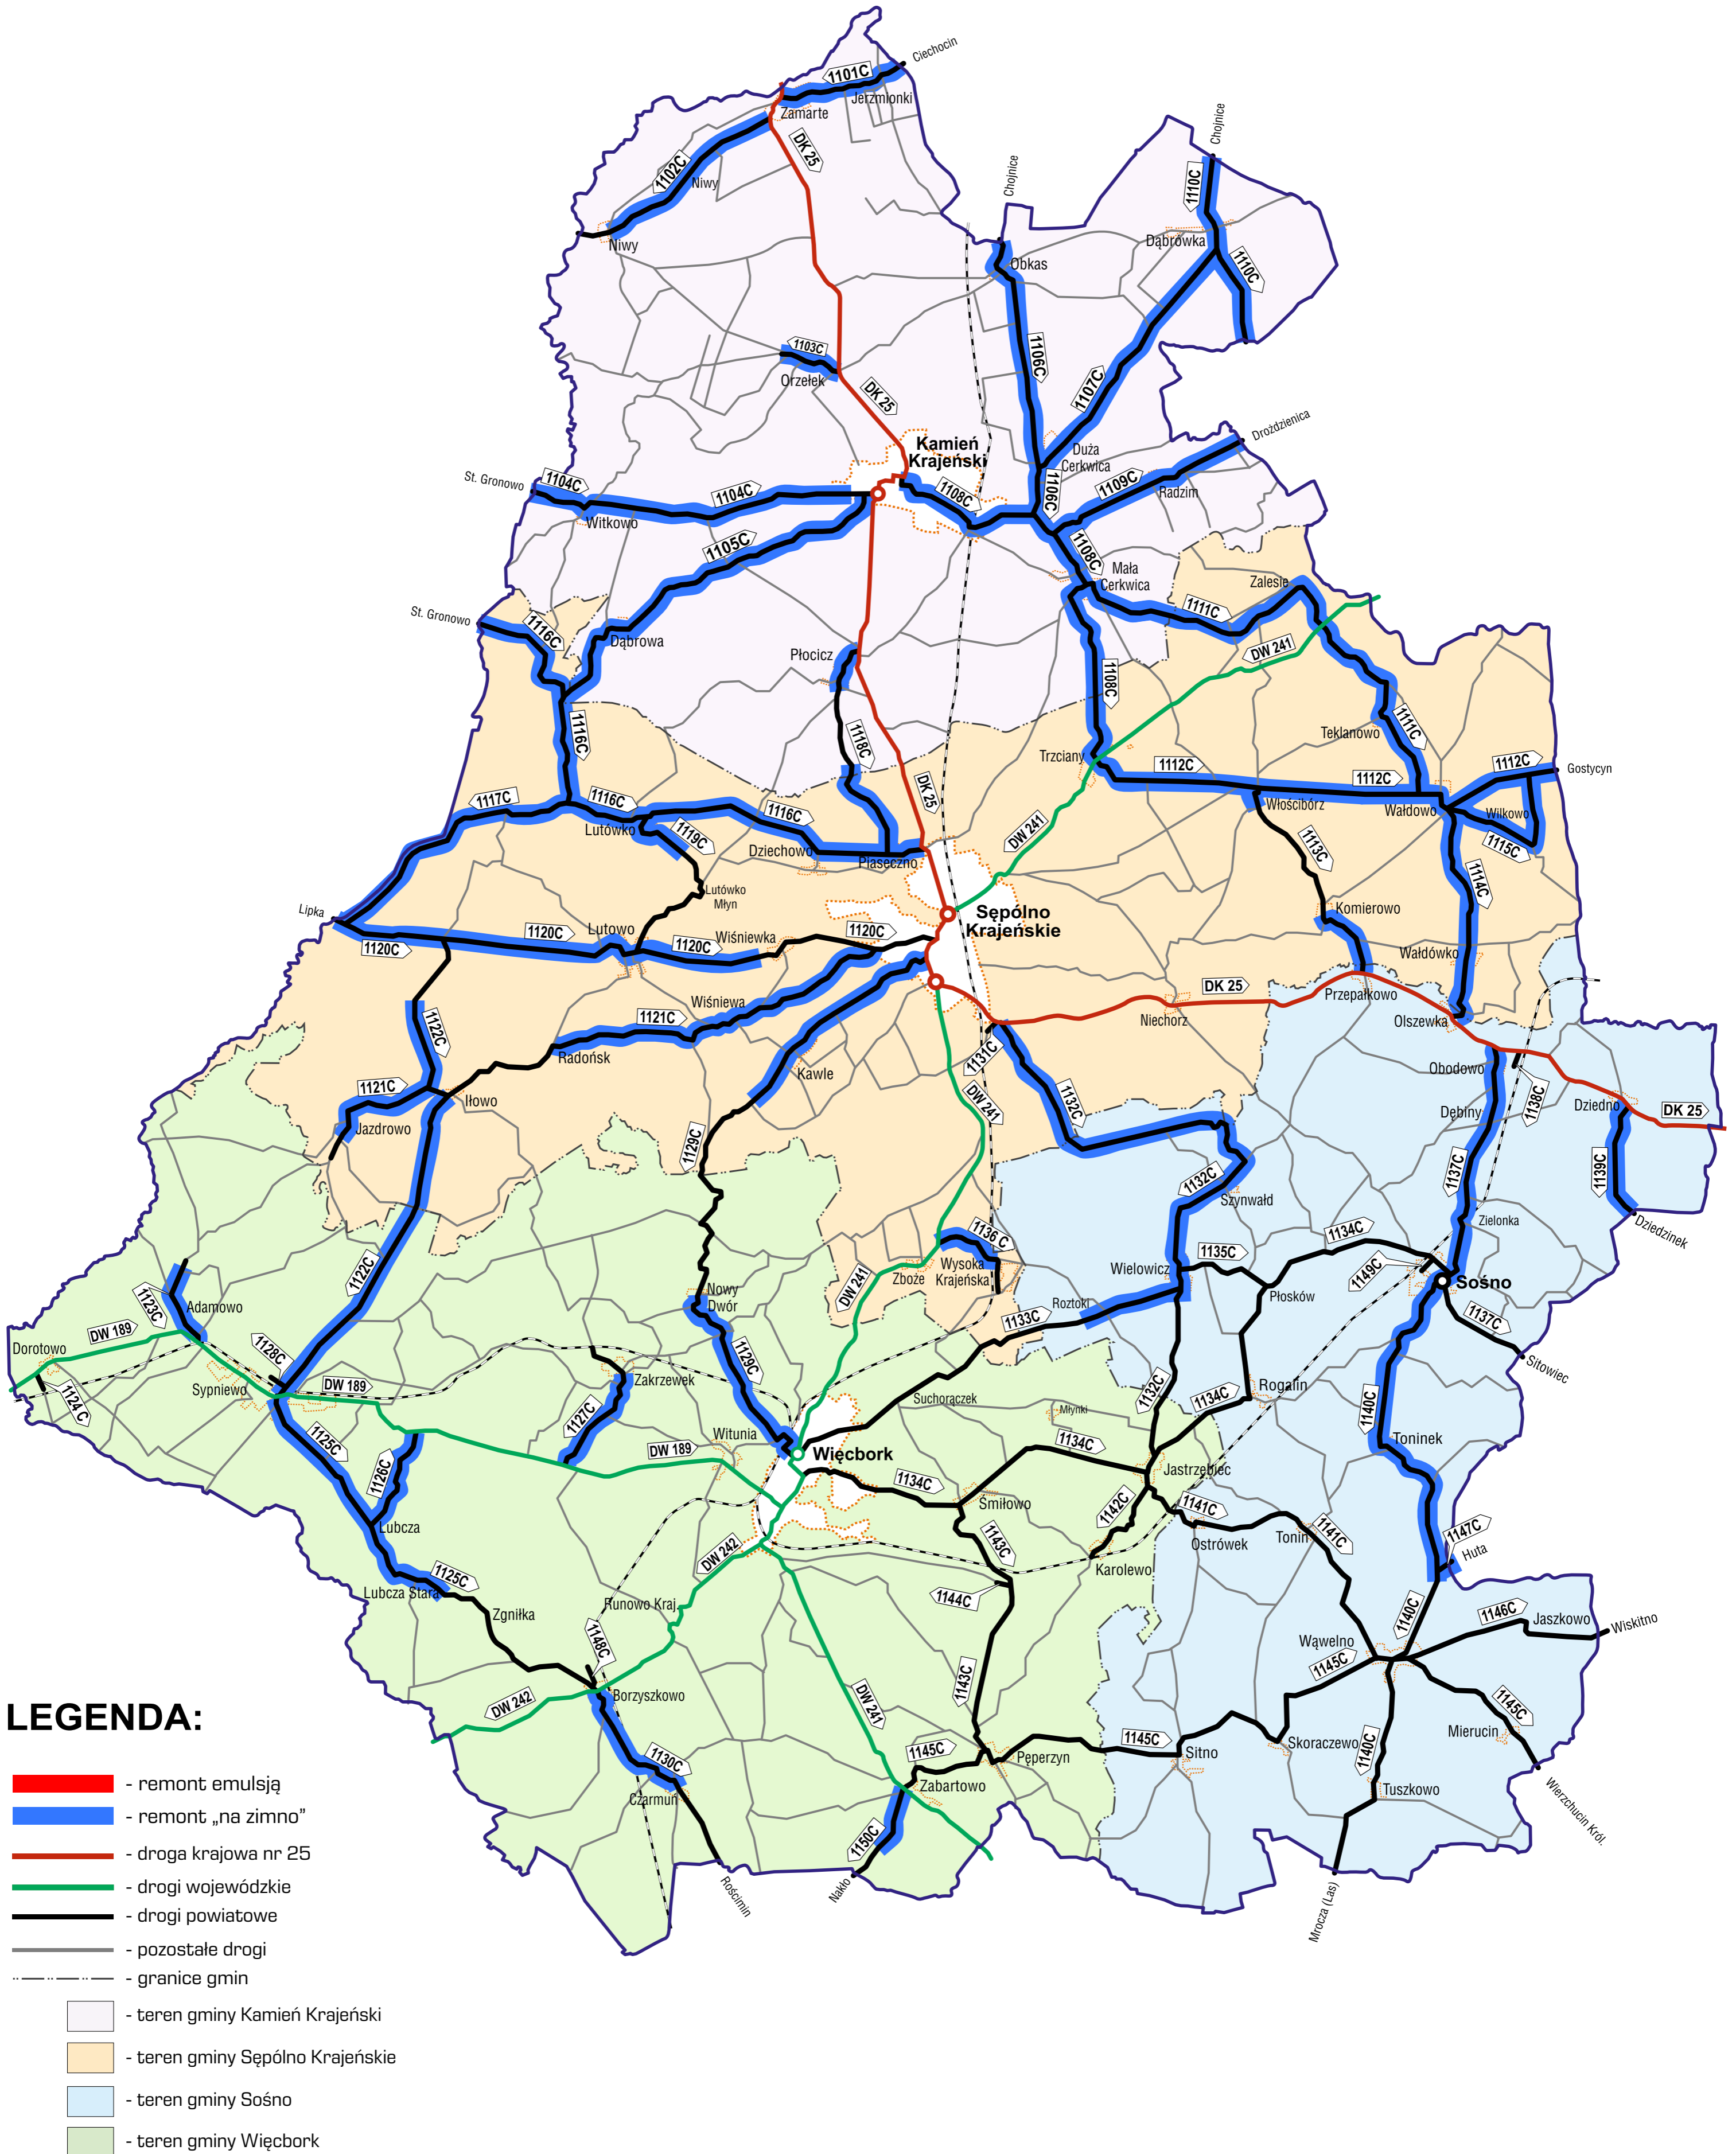 Ciechocin
1101C
Jerzmionki
Zamarte
DK 25
1102C
Niwy
Niwy
Chojnice
Chojnice
1110C
Dąbrówka
1110C
Obkas
1103C
Orzełek
1106C
1107C
DK 25
Kamień
Krajeński
Duża
Cerkwica
Drożdzienica
St. Gronowo
1104C
1104C
1108C
1106C
1109C
Radzim
Witkowo
1105C
1108C
Mała
Cerkwica
Zalesie
St. Gronowo
1116C
Dąbrowa
1111C
Płocicz
DW 241
1108C
1116C
1118C
Teklanowo
1111C
Trzciany
1112C
1112C
1112C
Gostycyn
DK 25
1117C
1116C
Lutówko
1116C
1119C
Dziechowo
Piaseczno
DW 241
Włościbórz
Wałdowo
Wilkowo
1115C
1113C
1114C
Lutówko
Młyn
Lipka
Sępólno
Krajeńskie
Komierowo
1120C
1120C
Lutowo
1120C
Wiśniewka
1120C
Wałdówko
DK 25
Przepałkowo
Wiśniewa
1121C
Niechorz
Olszewka
1122C
Radońsk
1131C
Obodowo
1138C
Kawle
1121C
Iłowo
DW 241
1132C
Dębiny
Dziedno
DK 25
Jazdrowo
1129C
1137C
1139C
1132C
Szynwałd
Zielonka
Dziedzinek
1136 C
1134C
Wysoka
Krajeńska
Zboże
1135C
Wielowicz
1149C
Sośno
1122C
1123C
Adamowo
Nowy
Dwór
DW 241
Roztoki
1133C
Płosków
1137C
DW 189
Dorotowo
1128C
1129C
Sitowiec
Sypniewo
DW 189
Zakrzewek
1124 C
Suchorączek
1132C
1134C
Rogalin
1140C
1127C
Młynki
1125C
Witunia
DW 189
Więcbork
1134C
Toninek
1126C
1134C
Jastrzębiec
Śmiłowo
1142C
1141C
Lubcza
1143C
Ostrówek
Tonin
1141C
1147C
Huta
DW 242
Karolewo
Lubcza Stara
1125C
1144C
Zgniłka
Runowo Kraj.
1140C
1146C
Jaszkowo
Wiskitno
1148C
Wąwelno
1145C
1143C
Borzyszkowo
DW 242
DW 241
1145C
Mierucin
LEGENDA:
1145C
Skoraczewo
1130C
1145C
Pęperzyn
Sitno
1140C
Zabartowo
Tuszkowo
Czarmuń
Wierzchucin Król.
- remont emulsją
- remont „na zimno”
1150C
- droga krajowa nr 25
Nakło
Rościmin
Mrocza (Las)
- drogi wojewódzkie
- drogi powiatowe
- pozostałe drogi
- granice gmin
- teren gminy Kamień Krajeński
- teren gminy Sępólno Krajeńskie
- teren gminy Sośno
- teren gminy Więcbork